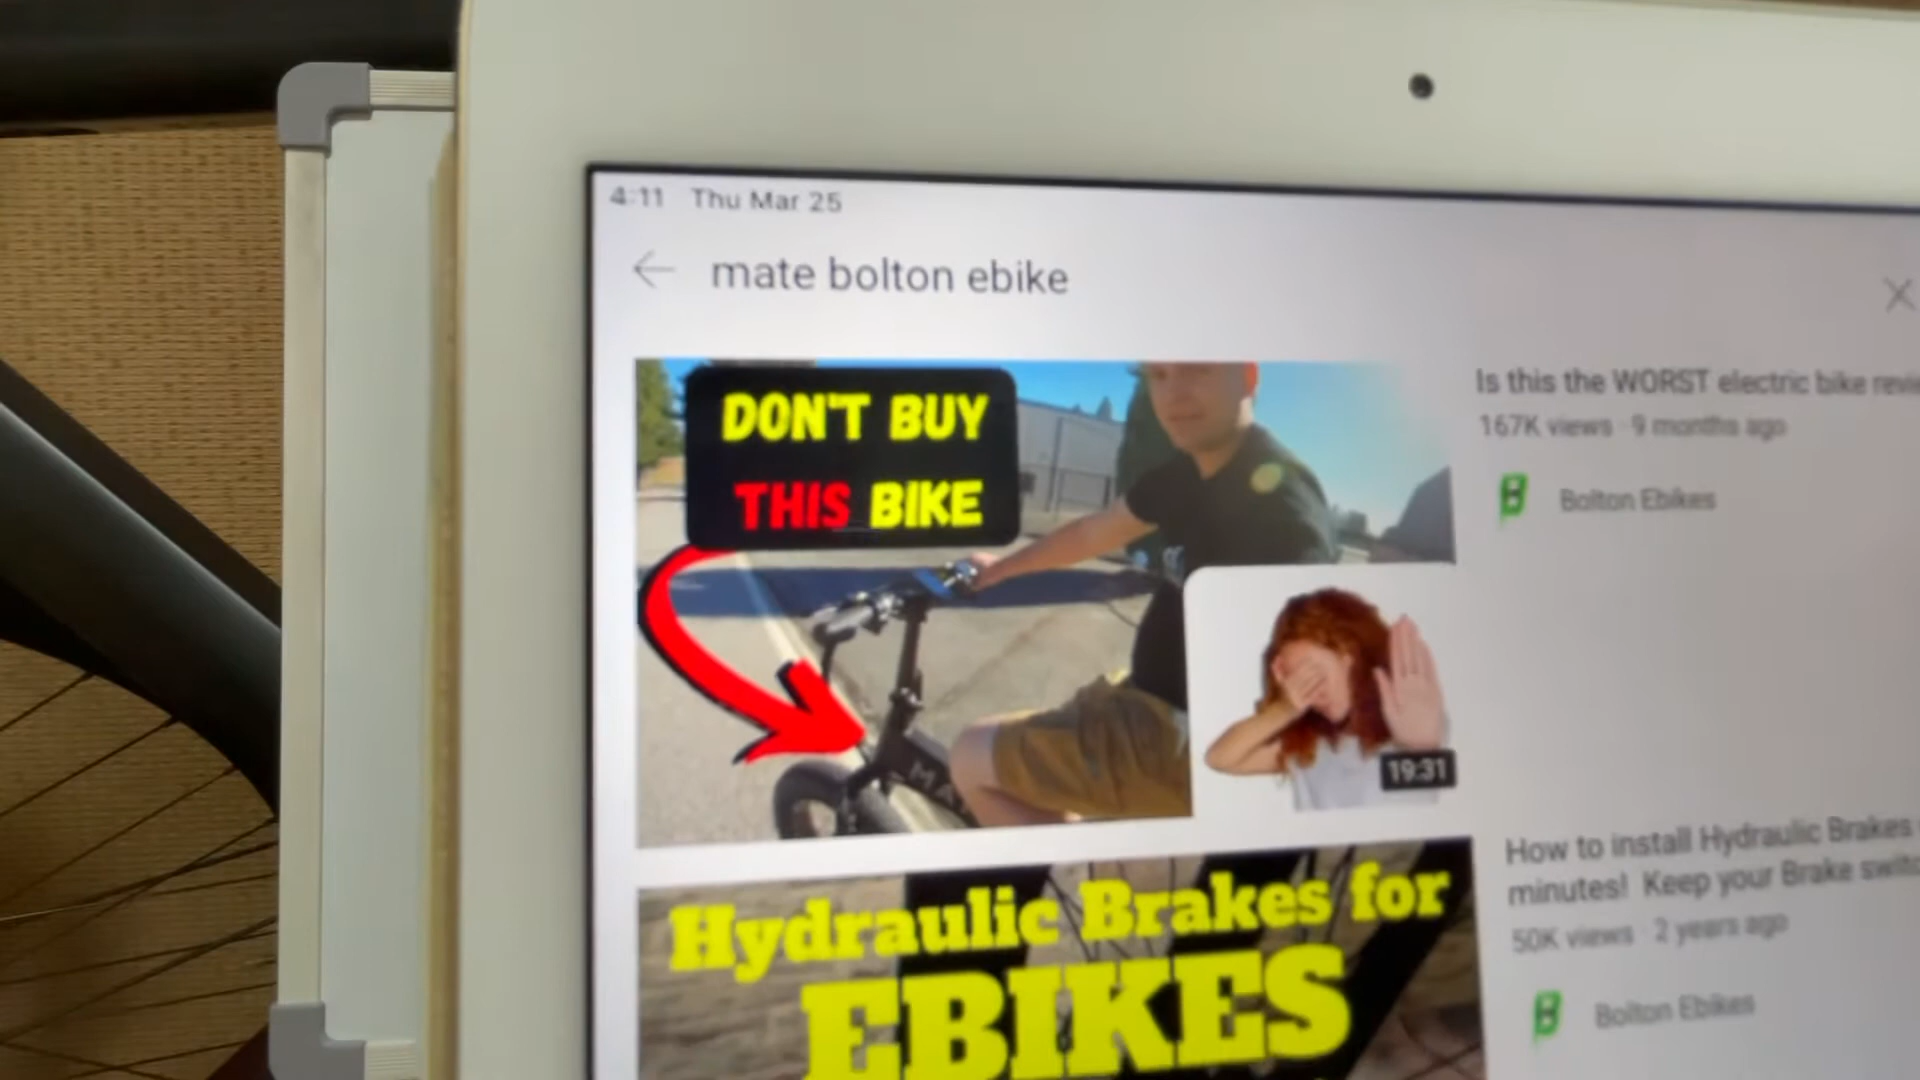 4:11 Thu Mar 25
mate bolton ebike
DON'T BUY
THIS BIKE
19:31
Is this the WORST electric bike
167K views · 9 months ago
Bolton Ebikes
Hydraulic Brakes for
EBIKES
How to install Hydraulic Brakes
minutes! Keep your Brake
50K views · 2 years ago
Bolton Ebikes